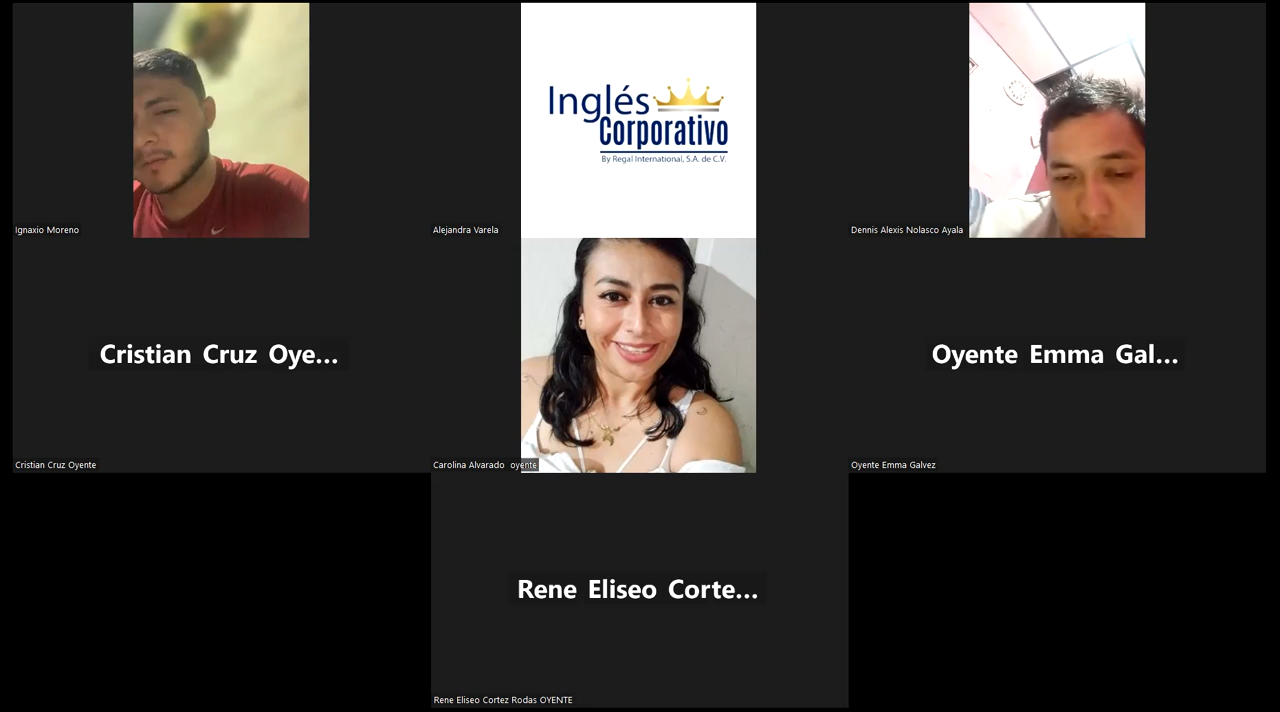 Inglés
Corporativo
By Regal International, S.A. de C.V.
Ignaxio Moreno
Alejandra Varela
Dennis Alexis Nolasco Ayala
Cristian Cruz Oye...
Oyente Emma Gal...
Cristian Cruz Oyente
Carolina Alvarado oyente
Oyente Emma Galvez
Rene Eliseo Corte...
Rene Eliseo Cortez Rodas OYENTE